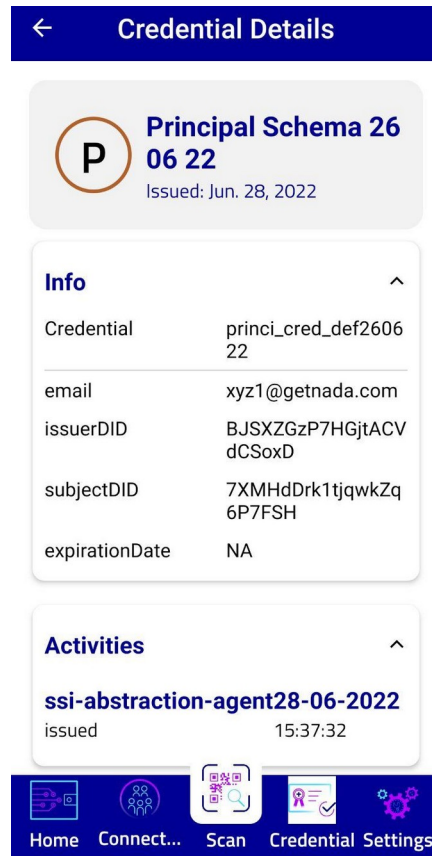 Credential Details
P
Principal Schema 26
06 22
Issued: Jun. 28, 2022
Info
Credential princi_cred_def2606
22
email xyz1@getnada.com
issuerDID BJSXZGzP7HGjtACV
dCSoxD
subjectDID 7XMHdDrk1tjqwkZq
6P7FSH
expirationDate NA
Activities
ssi-abstraction-agent28-06-2022
issued 15:37:32
Home Connect... Scan Credential Settings